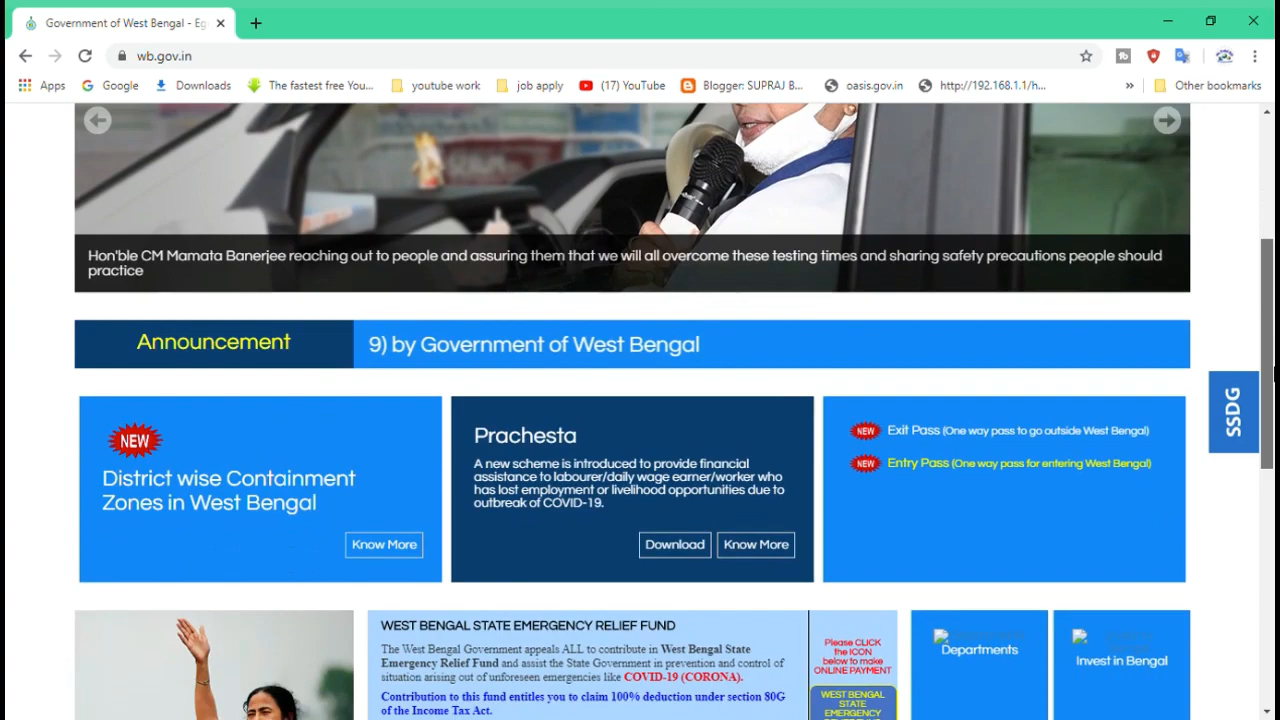 Government of West Bengal - Eg
wb.gov.in
Apps
Google
Downloads
The fastest free You...
youtube work
job apply
(17) YouTube
Blogger: SUPRAJ B...
oasis.gov.in
http://192.168.1.1/h...
»
Other bookmarks
Hon'ble CM Mamata Banerjee reaching out to people and assuring them that we will all overcome these testing times and sharing safety precautions people should
practice
Announcement
9) by Government of West Bengal
SSDG
NEW
District wise Containment
Zones in West Bengal
Know More
Prachesta
A new scheme is introduced to provide financial
assistance to labourer/daily wage earner/worker who
has lost employment or livelihood opportunities due to
outbreak of COVID-19.
Download
Know More
NEW Exit Pass (One way pass to go outside West Bengal)
NEW Entry Pass (One way pass for entering West Bengal)
WEST BENGAL STATE EMERGENCY RELIEF FUND
The West Bengal Government appeals ALL to contribute in West Bengal State
Emergency Relief Fund and assist the State Government in prevention and control of
situation arising out of unforeseen emergencies like COVID-19 (CORONA).
Contribution to this fund entitles you to claim 100% deduction under section 80G
of the Income Tax Act.
Please CLICK
the ICON
below to make
ONLINE PAYMENT
WEST BENGAL
STATE
EMERGENCY
Departments
Invest in Bengal